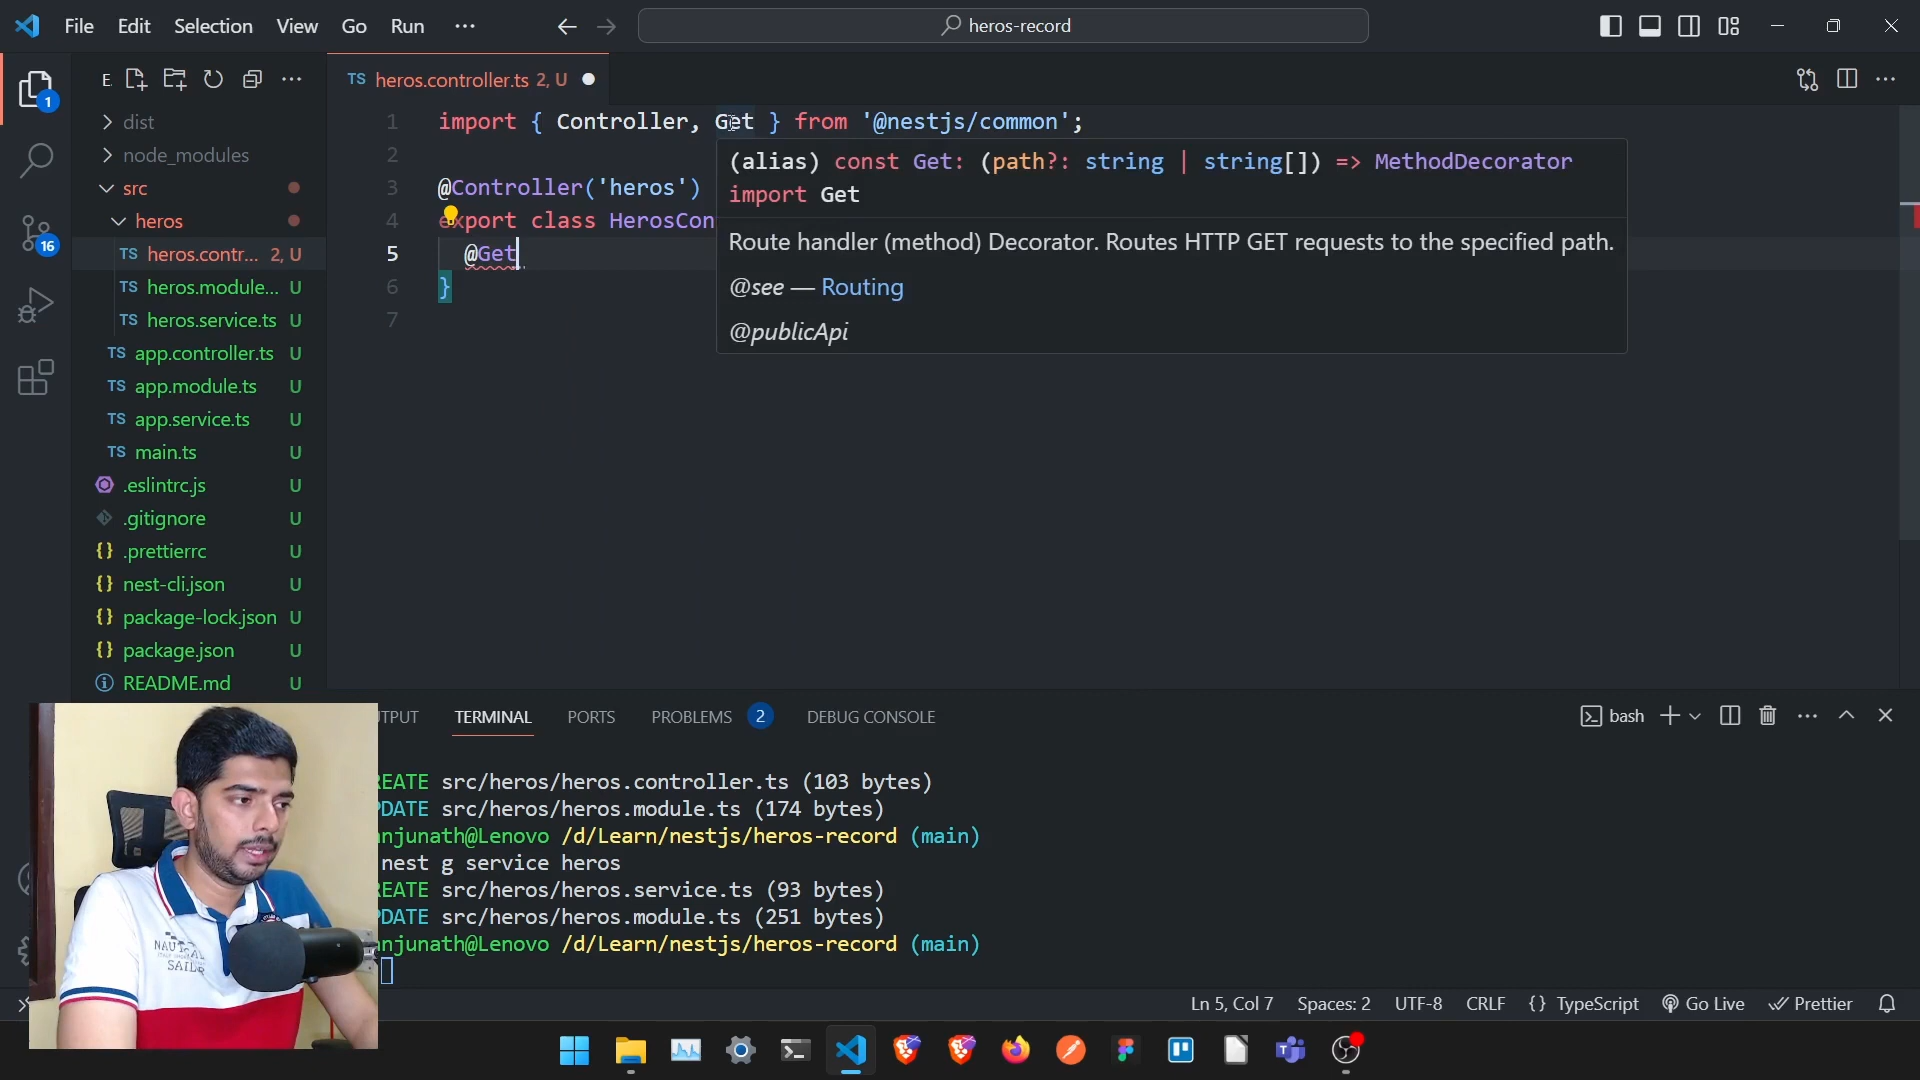 File Edit Selection View Go Run ...
heros-record
E
TS heros.controller.ts 2, U
dist
node_modules
src
heros
TS heros.contr... 2, U
TS heros.module... U
TS heros.service.ts U
TS app.controller.ts U
TS app.module.ts U
TS app.service.ts U
TS main.ts U
.eslintrc.js U
.gitignore U
{} .prettierrc U
{} nest-cli.json U
{} package-lock.json U
{} package.json U
README.md U
1
16
1 import { Controller, Get } from '@nestjs/common';
2
3 @Controller('heros')
4 export class HerosCon
5 @Get
6 }
7
(alias) const Get: (path?: string | string[]) => MethodDecorator
import Get
Route handler (method) Decorator. Routes HTTP GET requests to the specified path.
@see — Routing
@publicApi
TPUT TERMINAL PORTS PROBLEMS 2 DEBUG CONSOLE
bash
REATE src/heros/heros.controller.ts (103 bytes)
PDATE src/heros/heros.module.ts (174 bytes)
anjunath@Lenovo /d/Learn/nestjs/heros-record (main)
nest g service heros
REATE src/heros/heros.service.ts (93 bytes)
PDATE src/heros/heros.module.ts (251 bytes)
anjunath@Lenovo /d/Learn/nestjs/heros-record (main)
Ln 5, Col 7 Spaces: 2 UTF-8 CRLF {} TypeScript Go Live Prettier